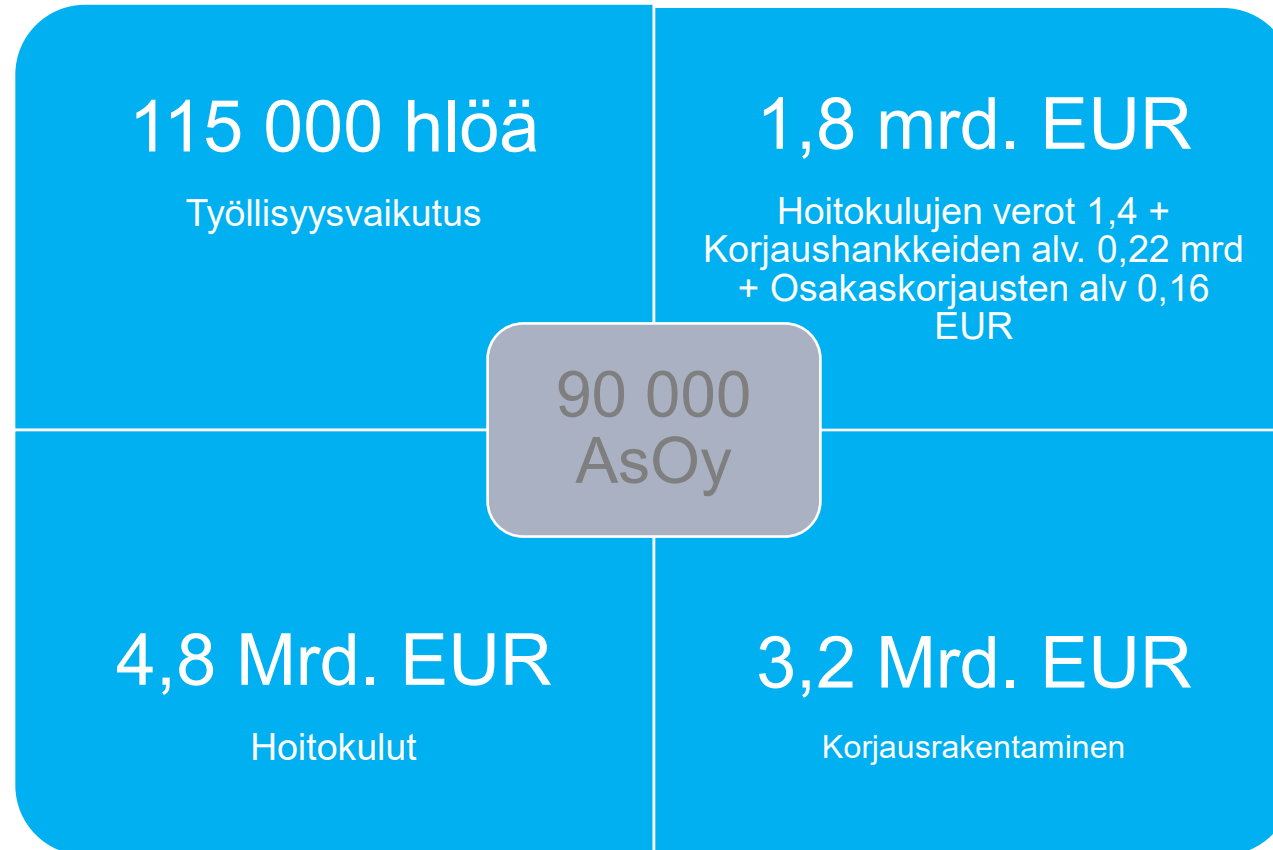 115 000 hlöä
Työllisyysvaikutus
1,8 mrd. EUR
Hoitokulujen verot 1,4 +
Korjaushankkeiden alv. 0,22 mrd
+ Osakaskorjausten alv 0,16
EUR
90 000
AsOy
4,8 Mrd. EUR
Hoitokulut
3,2 Mrd. EUR
Korjausrakentaminen